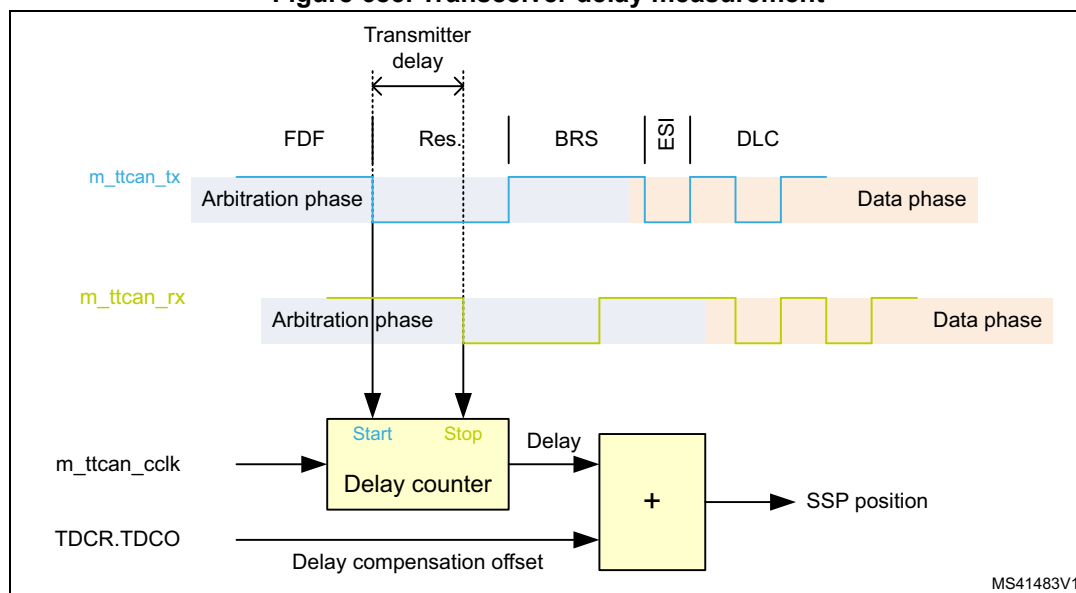 Transmitter
delay
FDF Res. BRS ESI DLC
m_ttcan_tx
Arbitration phase Data phase
m_ttcan_rx
Arbitration phase Data phase
Start Stop
Delay
m_ttcan_cclk
Delay counter
+
SSP position
TDCR.TDCO
Delay compensation offset
MS41483V1